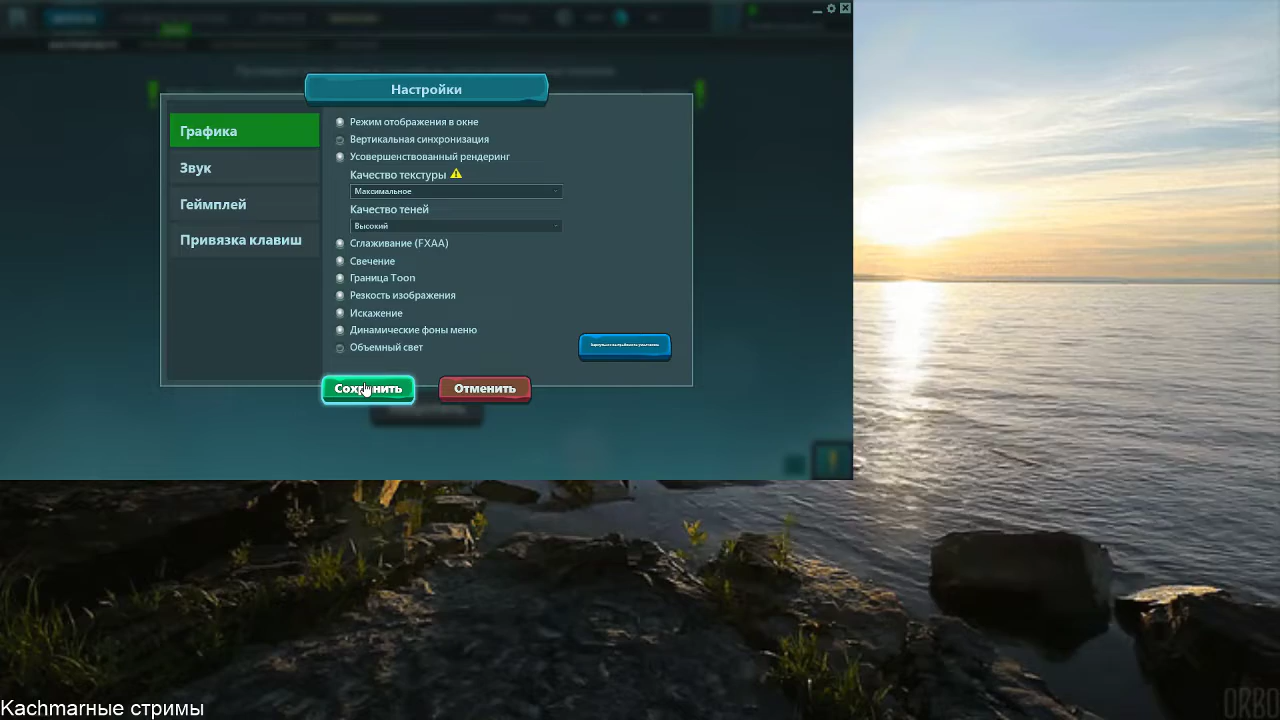 Настройки
Графика
Звук
Геймплей
Привязка клавиш
Режим отображения в окне
Вертикальная синхронизация
Усовершенствованный рендеринг
Качество текстуры
Максимальное
Качество теней
Высокий
Сглаживание (FXAA)
Свечение
Граница Toon
Резкость изображения
Искажение
Динамические фоны меню
Объемный свет
Сохранить
Отменить
Kachmarные стримы